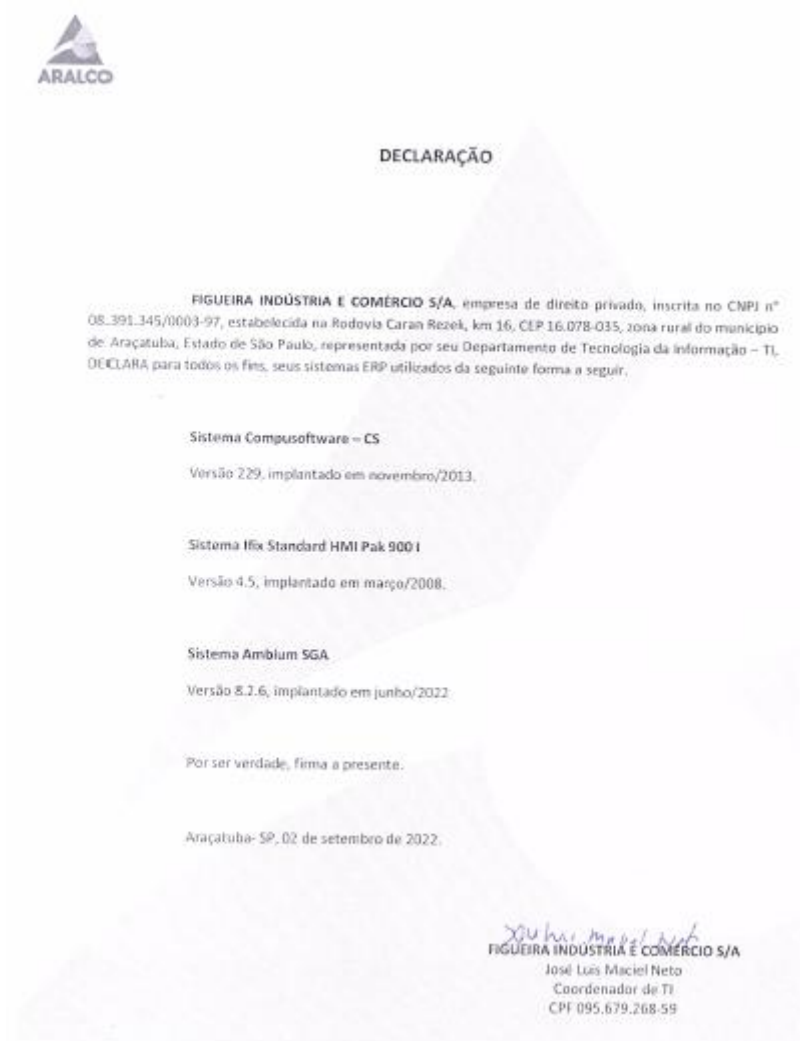 ARALCO
DECLARAÇÃO
FIGUEIRA INDÚSTRIA E COMÉRCIO S/A, empresa de direito privado, inscrita no CNPJ nº
08.391.345/0003-97, estabelecida na Rodovia Caran Rezek, km 16, CEP 16.078-035, zona rural do município
de Araçatuba, Estado de São Paulo, representada por seu Departamento de Tecnologia da Informação – TI,
DECLARA para todos os fins, seus sistemas ERP utilizados da seguinte forma a seguir.
Sistema Compusoftware – CS
Versão 229, implantado em novembro/2013.
Sistema Ifix Standard HMI Pak 900 I
Versão 4.5, implantado em março/2008.
Sistema Ambium SGA
Versão 8.2.6, implantado em junho/2022
Por ser verdade, firma a presente.
Araçatuba- SP, 02 de setembro de 2022.
FIGUEIRA INDÚSTRIA E COMÉRCIO S/A
José Luis Maciel Neto
Coordenador de TI
CPF 095.679.268-59